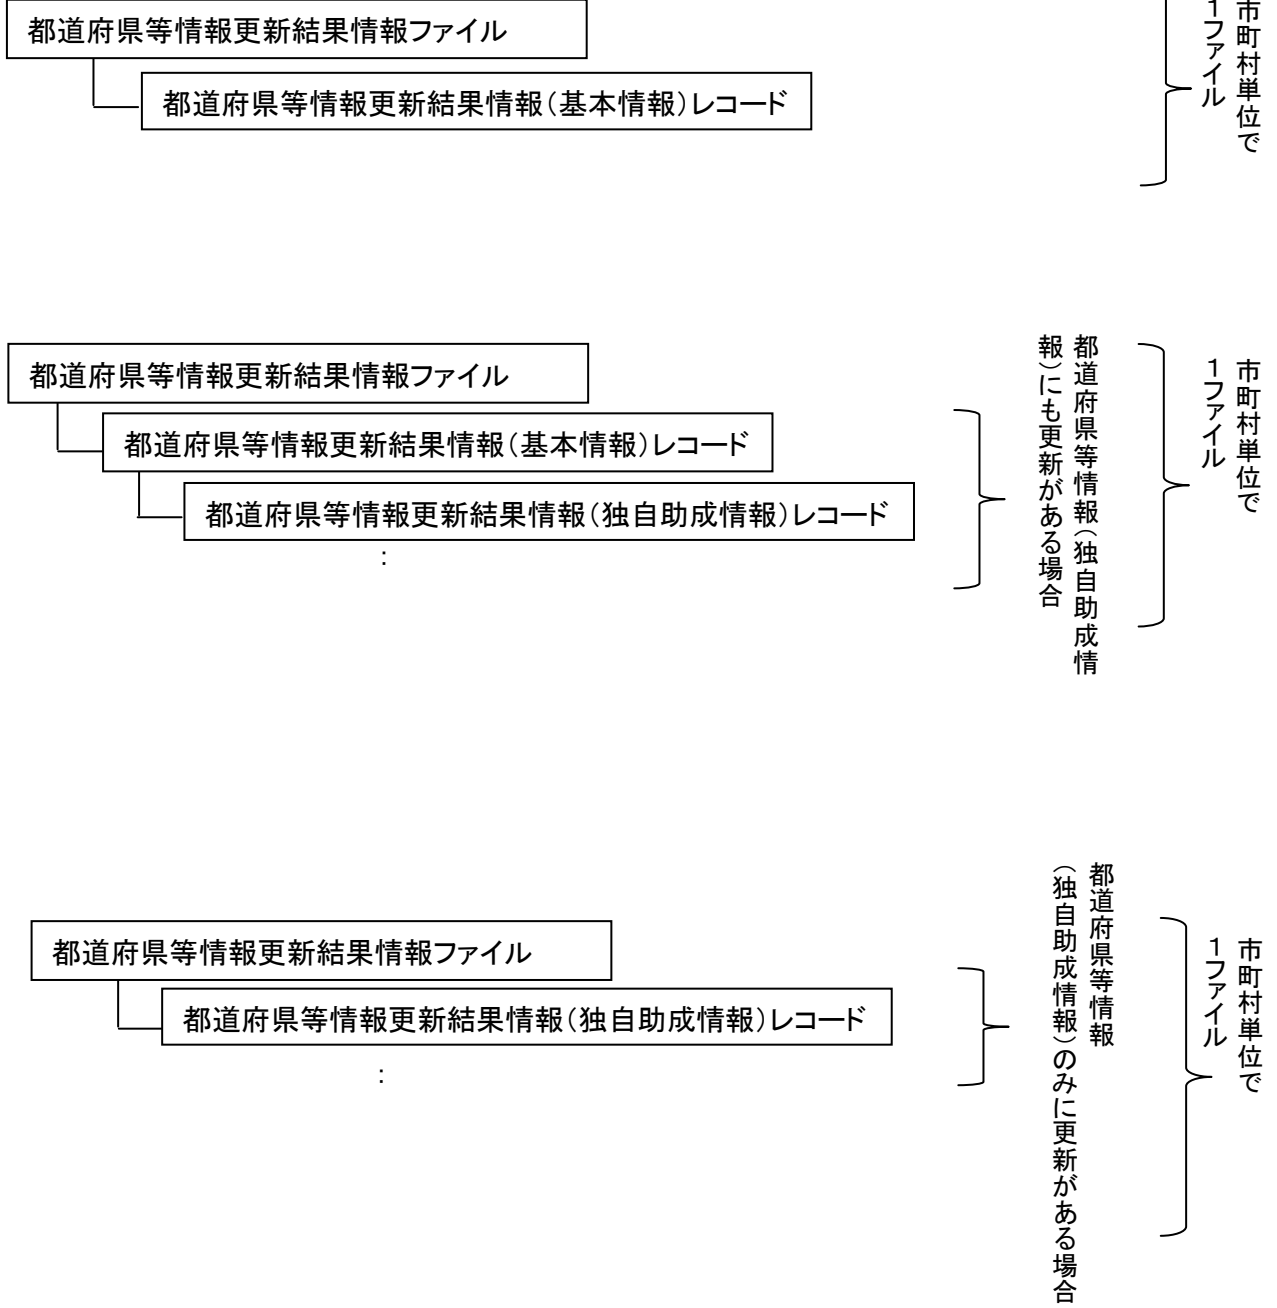 都道府県等情報更新結果情報ファイル
都道府県等情報更新結果情報（基本情報）レコード
市町村単位で
１ファイル
都道府県等情報更新結果情報ファイル
都道府県等情報更新結果情報（基本情報）レコード
都道府県等情報更新結果情報（独自助成情報）レコード
：
都道府県等情報（独自助成情
報）にも更新がある場合
市町村単位で
１ファイル
都道府県等情報更新結果情報ファイル
都道府県等情報更新結果情報（独自助成情報）レコード
：
都道府県等情報
（独自助成情報）のみに更新がある場合
市町村単位で
１ファイル